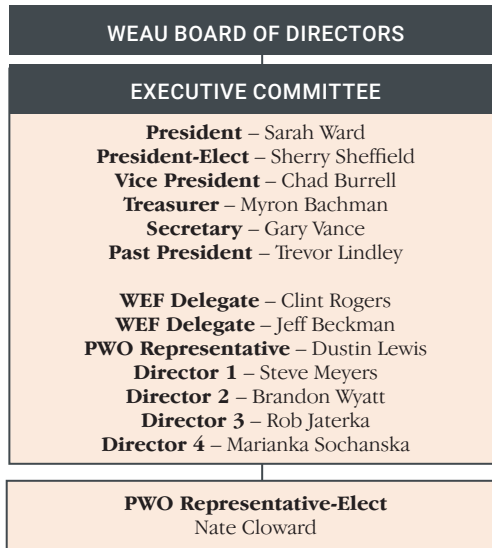 WEAU BOARD OF DIRECTORS
EXECUTIVE COMMITTEE
President – Sarah Ward
President-Elect – Sherry Sheffield
Vice President – Chad Burrell
Treasurer – Myron Bachman
Secretary – Gary Vance
Past President – Trevor Lindley
WEF Delegate – Clint Rogers
WEF Delegate – Jeff Beckman
PWO Representative – Dustin Lewis
Director 1 – Steve Meyers
Director 2 – Brandon Wyatt
Director 3 – Rob Jaterka
Director 4 – Marianka Sochanska
PWO Representative-Elect
Nate Cloward